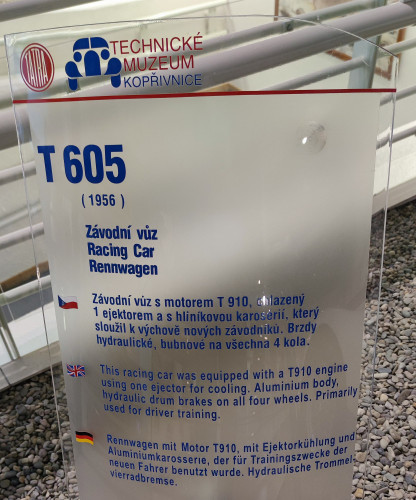 TATRA
TECHNICKÉ
MUZEUM
KOPŘIVNICE
T 605
(1956)
Závodní vůz
Racing Car
Rennwagen
Závodní vůz s motorem T 910, chlazený
1 ejektorem a s hliníkovou karosérií, který
sloužil k výchově nových závodníků. Brzdy
hydraulické, bubnové na všechna 4 kola.
This racing car was equipped with a T910 engine
using one ejector for cooling. Aluminium body,
hydraulic drum brakes on all four wheels. Primarily
used for driver training.
Rennwagen mit Motor T910, mit Ejektorkühlung und
Aluminiumkarosserie, der für Trainingszwecke der
neuen Fahrer benutzt wurde. Hydraulische Trommel-
vierradbremse.